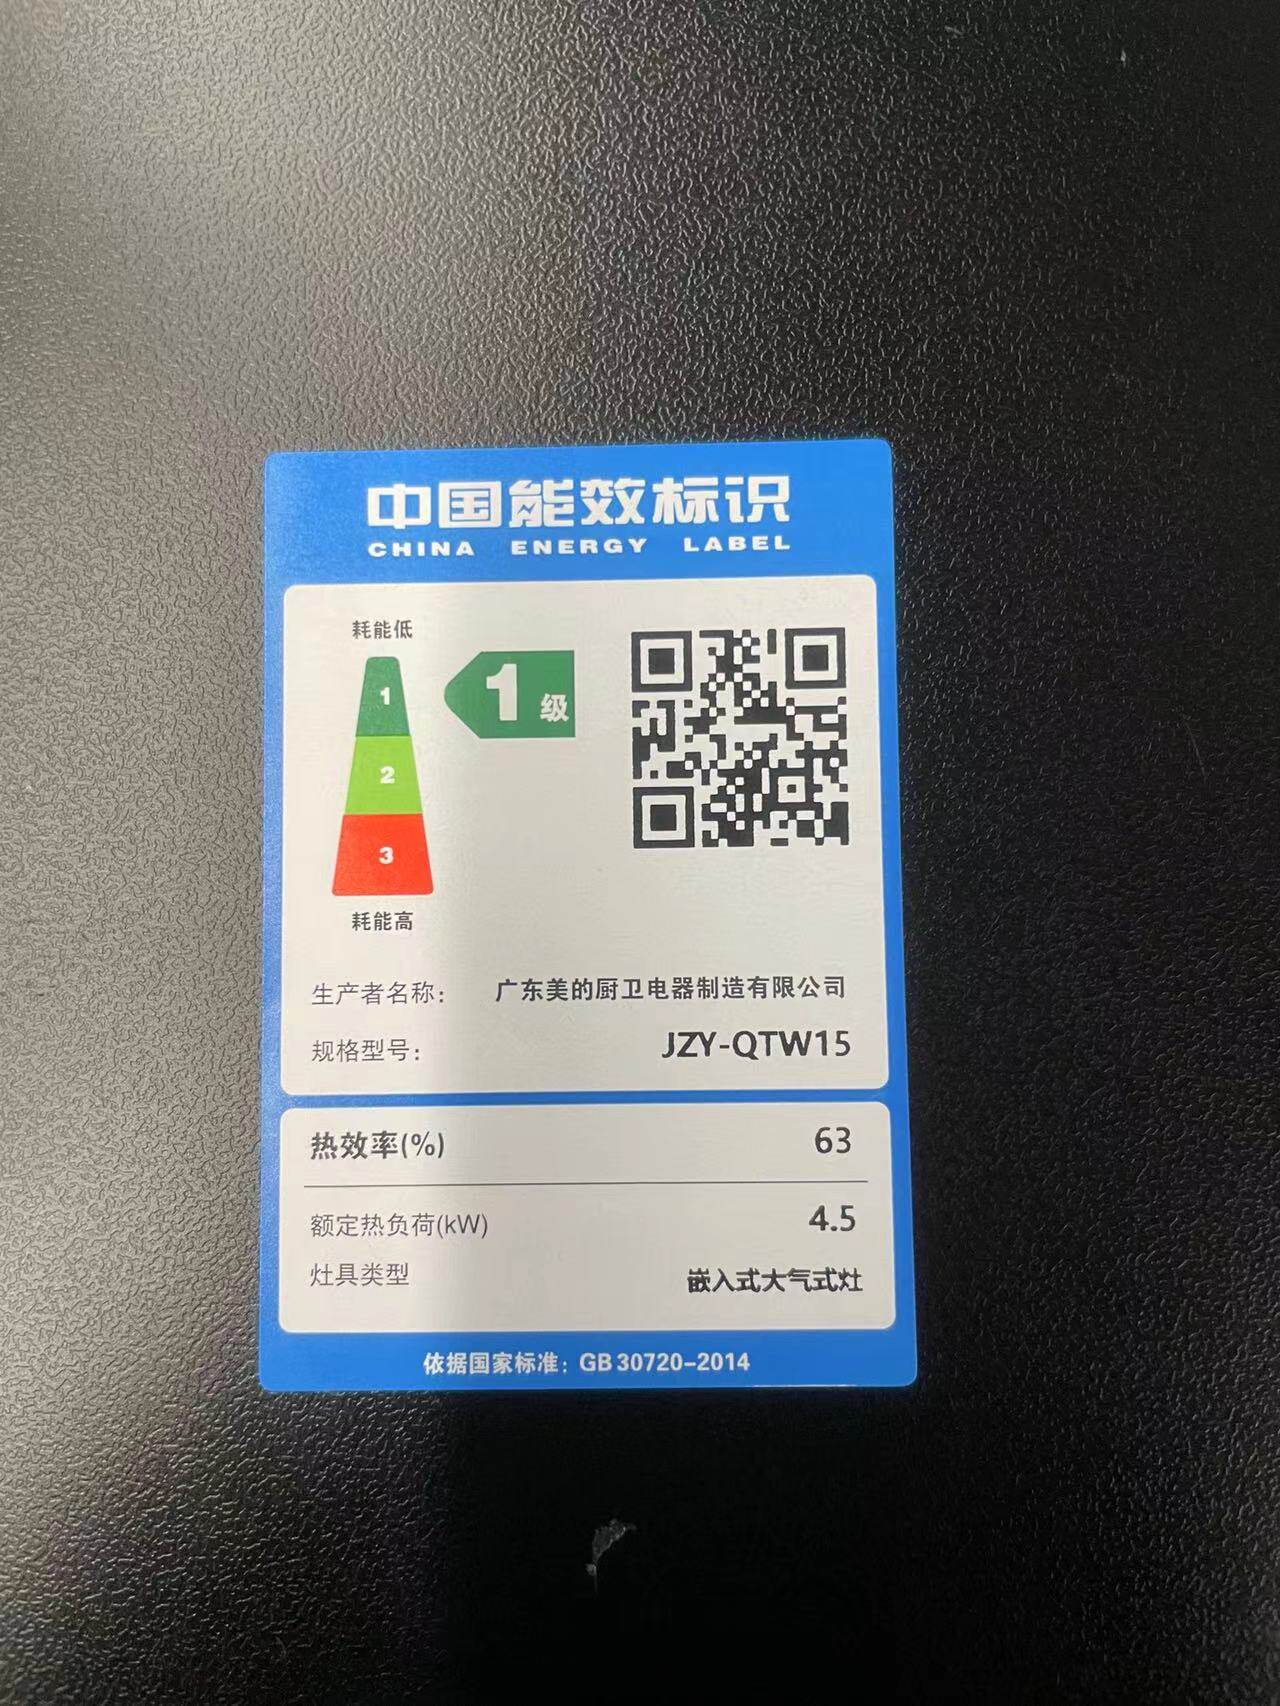 中国能效标识
CHINA ENERGY LABEL
耗能低
1
1级
2
3
耗能高
生产者名称: 广东美的厨卫电器制造有限公司
规格型号: JZY-QTW15
热效率(%) 63
额定热负荷(kW) 4.5
灶具类型 嵌入式大气式灶
依据国家标准: GB 30720-2014